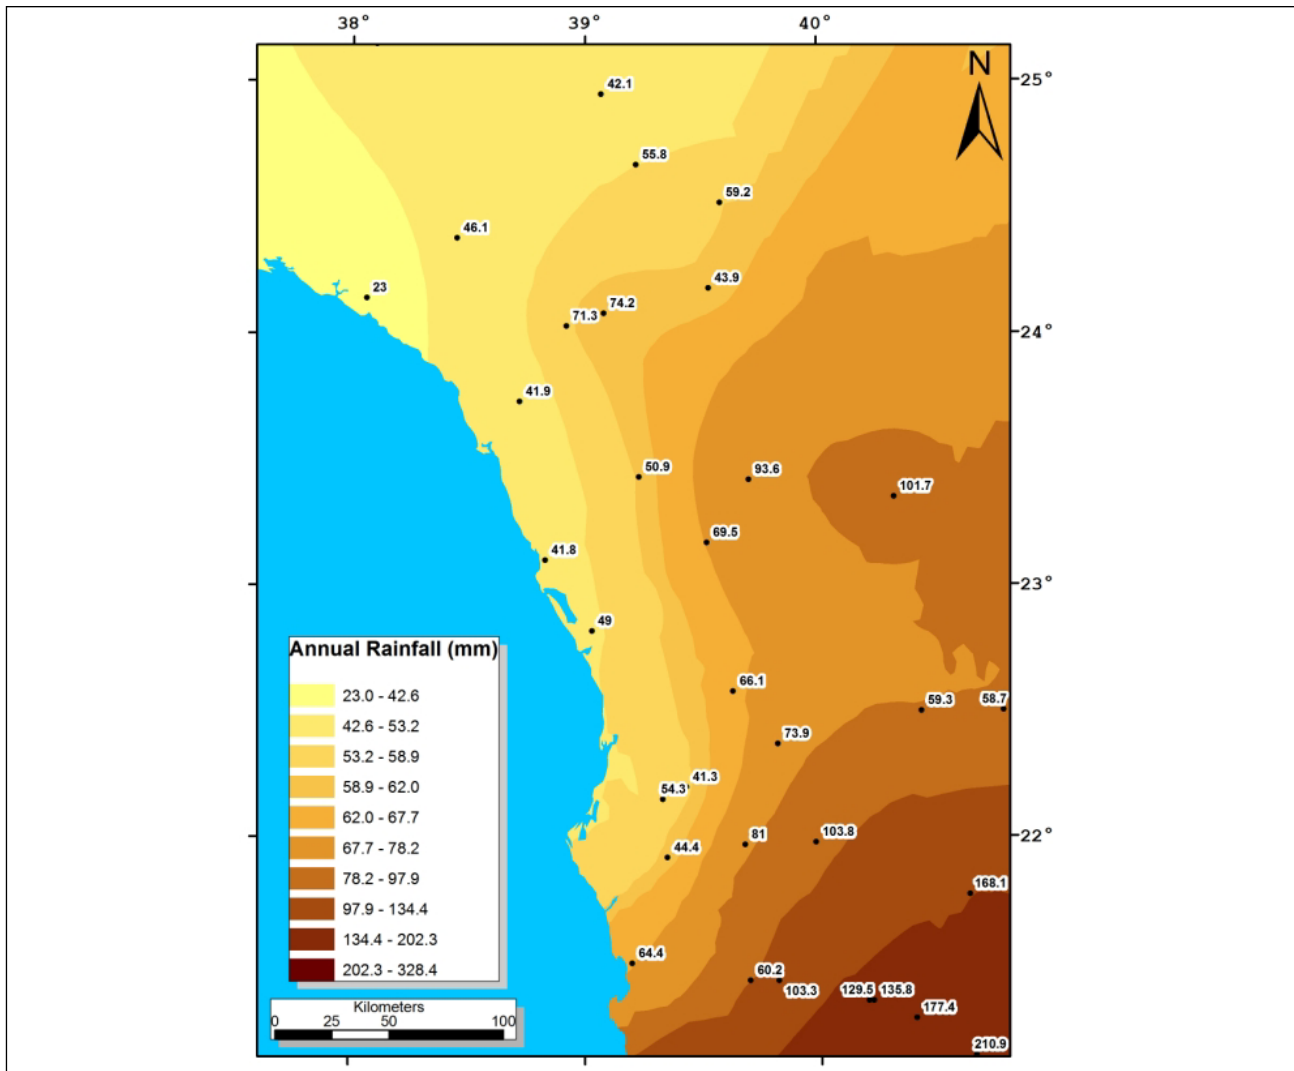 38° 39° 40°
N
25°
42.1
55.8
59.2
46.1
43.9
23
74.2
71.3
24°
41.9
50.9
93.6
101.7
69.5
41.8
23°
49
66.1
59.3
58.7
73.9
41.3
54.3
22°
103.8
81
44.4
168.1
64.4
60.2
103.3
129.5
135.8
177.4
210.9
Annual Rainfall (mm)
23.0 - 42.6
42.6 - 53.2
53.2 - 58.9
58.9 - 62.0
62.0 - 67.7
67.7 - 78.2
78.2 - 97.9
97.9 - 134.4
134.4 - 202.3
202.3 - 328.4
Kilometers
0 25 50 100